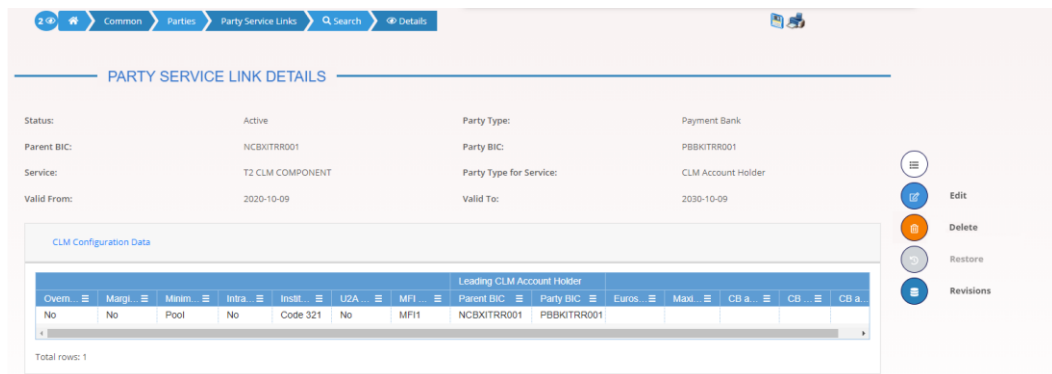 2 Common Parties Party Service Links Search Details
PARTY SERVICE LINK DETAILS
Status: Active Party Type: Payment Bank
Parent BIC: NCBXITRR001 Party BIC: PBBKITRR001
Service: T2 CLM COMPONENT Party Type for Service: CLM Account Holder
Valid From: 2020-10-09 Valid To: 2030-10-09
Edit
Delete
Restore
Revisions
CLM Configuration Data
Leading CLM Account Holder
Overn... Margi... Minim... Intra... Instit... U2A ... MFI ... Parent BIC Party BIC Euros... Maxi... CB a... CB ... CB a...
No No Pool No Code 321 No MFI1 NCBXITRR001 PBBKITRR001
Total rows: 1